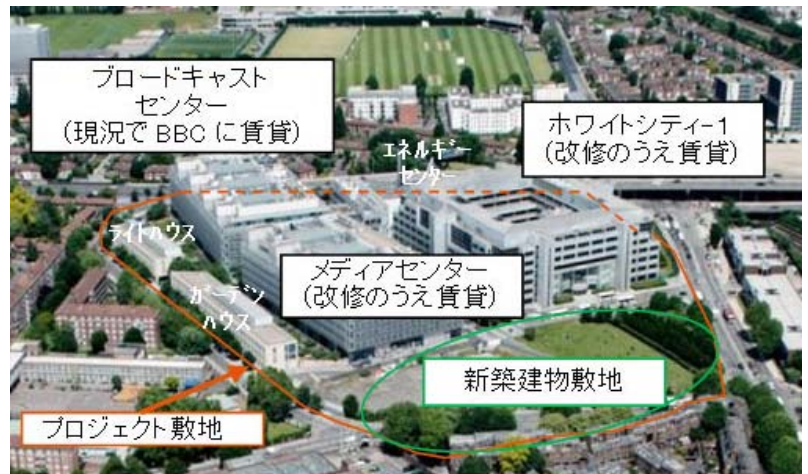 ブロードキャスト
センター
(現況で BBC に賃貸)
ホワイトシティ-1
(改修のうえ賃貸)
エネルギー
センター
ライトハウス
メディアセンター
(改修のうえ賃貸)
ガーデン
ハウス
新築建物敷地
プロジェクト敷地